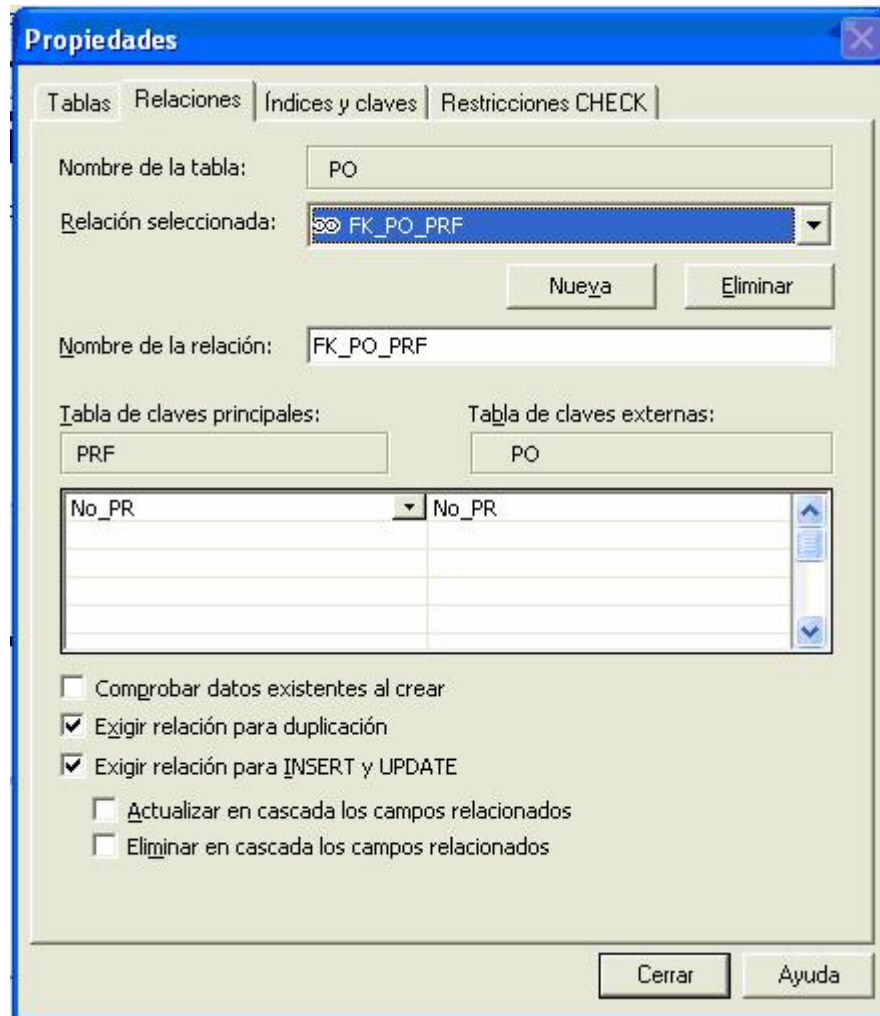 Propiedades
Tablas Relaciones Índices y claves Restricciones CHECK
Nombre de la tabla: PO
Relación seleccionada: FK_PO_PRF
Nueva Eliminar
Nombre de la relación: FK_PO_PRF
Tabla de claves principales: Tabla de claves externas:
PRF PO
No_PR No_PR
Comprobar datos existentes al crear
Exigir relación para duplicación
Exigir relación para INSERT y UPDATE
Actualizar en cascada los campos relacionados
Eliminar en cascada los campos relacionados
Cerrar Ayuda